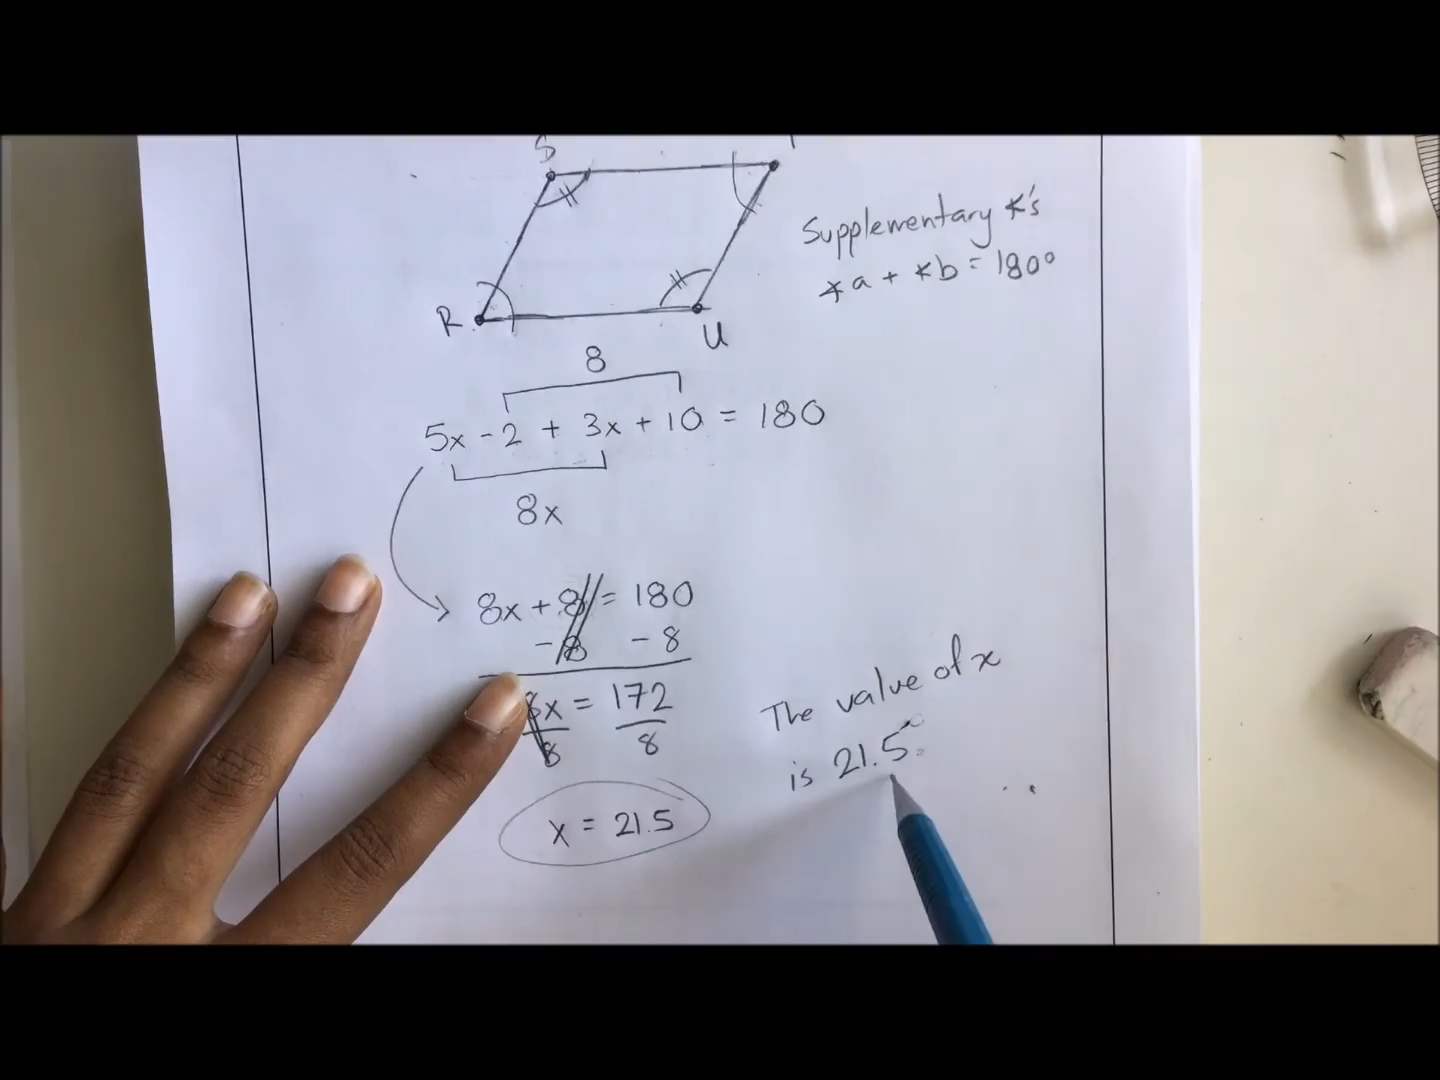 S
Supplementary ∠'s
∠a + ∠b = 180°
R
U
8
5x - 2 + 3x + 10 = 180
8x
8x + 8 = 180
- 8 - 8
8x = 172
8 8
The value of x
is 21.5°
x = 21.5